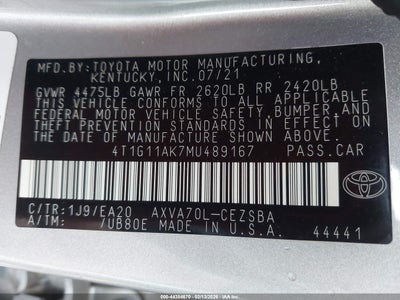 MFD.BY:TOYOTA MOTOR MANUFACTURING,
KENTUCKY,INC.07/21
GVWR 4475LB GAWR FR 2620LB RR 2420LB
THIS VEHICLE CONFORMS TO ALL APPLICABLE
FEDERAL MOTOR VEHICLE SAFETY,BUMPER,AND
THEFT PREVENTION STANDARDS IN EFFECT ON
THE DATE OF MANUFACTURE SHOWN ABOVE.
4T1G11AK7MU489167 PASS.CAR
C/TR:1J9/EA20 AXVA70L-CEZSBA
A/TM: /UB80E MADE IN U.S.A. 44441
TOYOTA